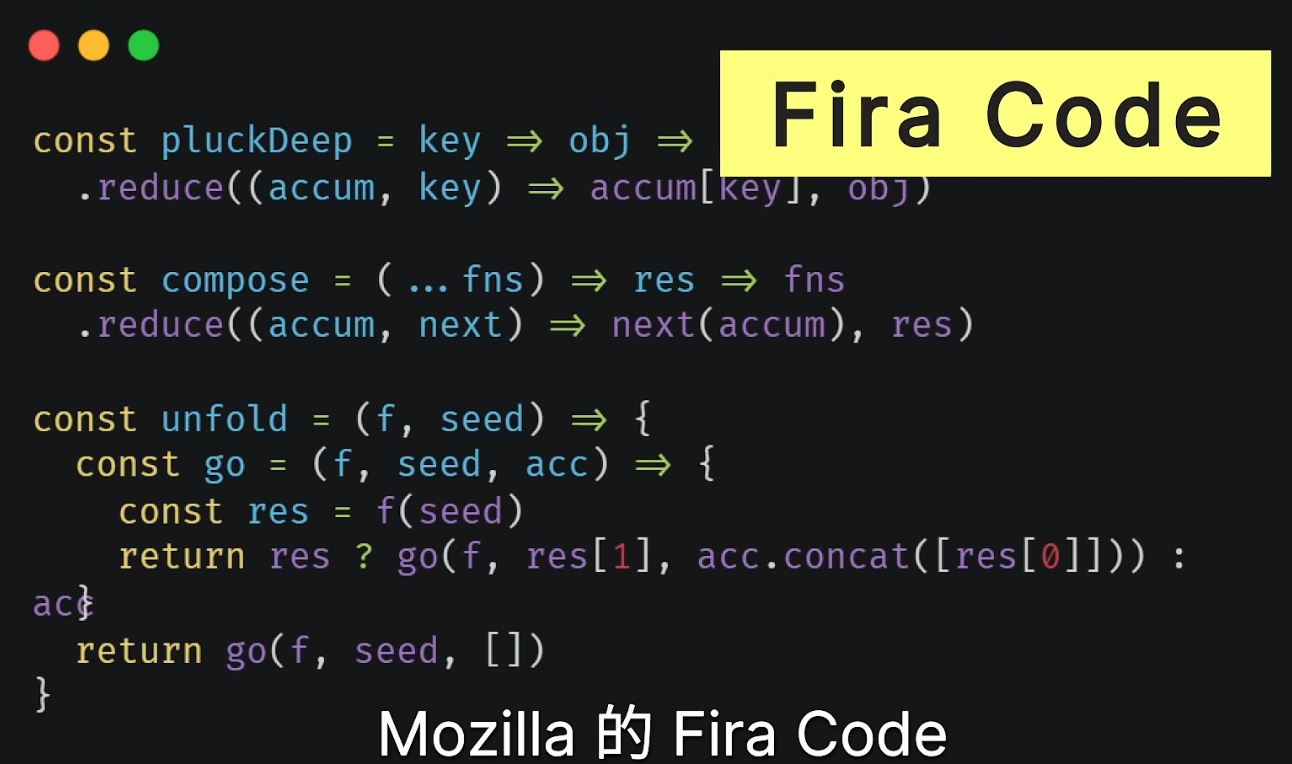 Fira Code
const pluckDeep = key => obj =>
.reduce((accum, key) => accum[key], obj)
const compose = (...fns) => res => fns
.reduce((accum, next) => next(accum), res)
const unfold = (f, seed) => {
const go = (f, seed, acc) => {
const res = f(seed)
return res ? go(f, res[1], acc.concat([res[0]])) :
acc
}
return go(f, seed, [])
}
Mozilla 的 Fira Code